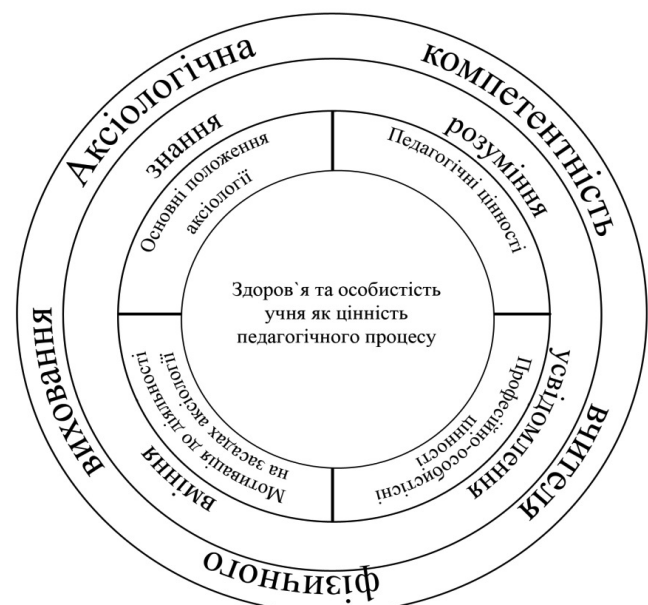 Аксіологічна компетентність вчителя фізичного виховання
знання
Основні положення
аксіології
розуміння
Педагогічні цінності
усвідомлення
Професійно-особистісні
цінності
вміння
Мотивація до діяльності
на засадах аксіології
Здоров`я та особистість
учня як цінність
педагогічного процесу